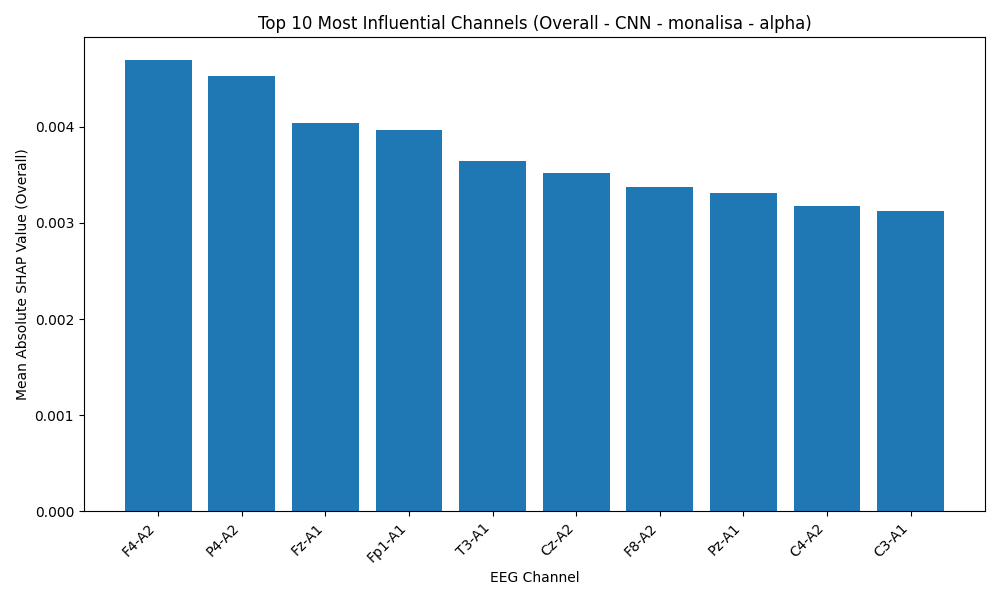 Top 10 Most Influential Channels (Overall - CNN - monalisa - alpha)
Mean Absolute SHAP Value (Overall)
0.004
0.003
0.002
0.001
0.000
F4-A2
P4-A2
Fz-A1
Fp1-A1
T3-A1
Cz-A2
F8-A2
Pz-A1
C4-A2
C3-A1
EEG Channel